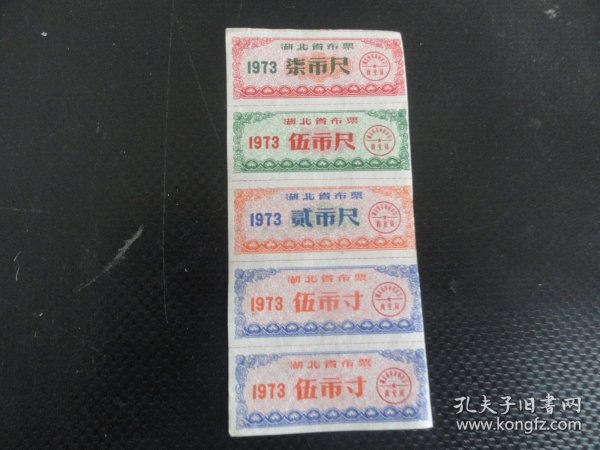 湖北省布票
1973 柒市尺
湖北省布票
1973 伍市尺
湖北省布票
1973 贰市尺
湖北省布票
1973 伍市寸
湖北省布票
1973 伍市寸
孔夫子旧书网
www.kongfz.com